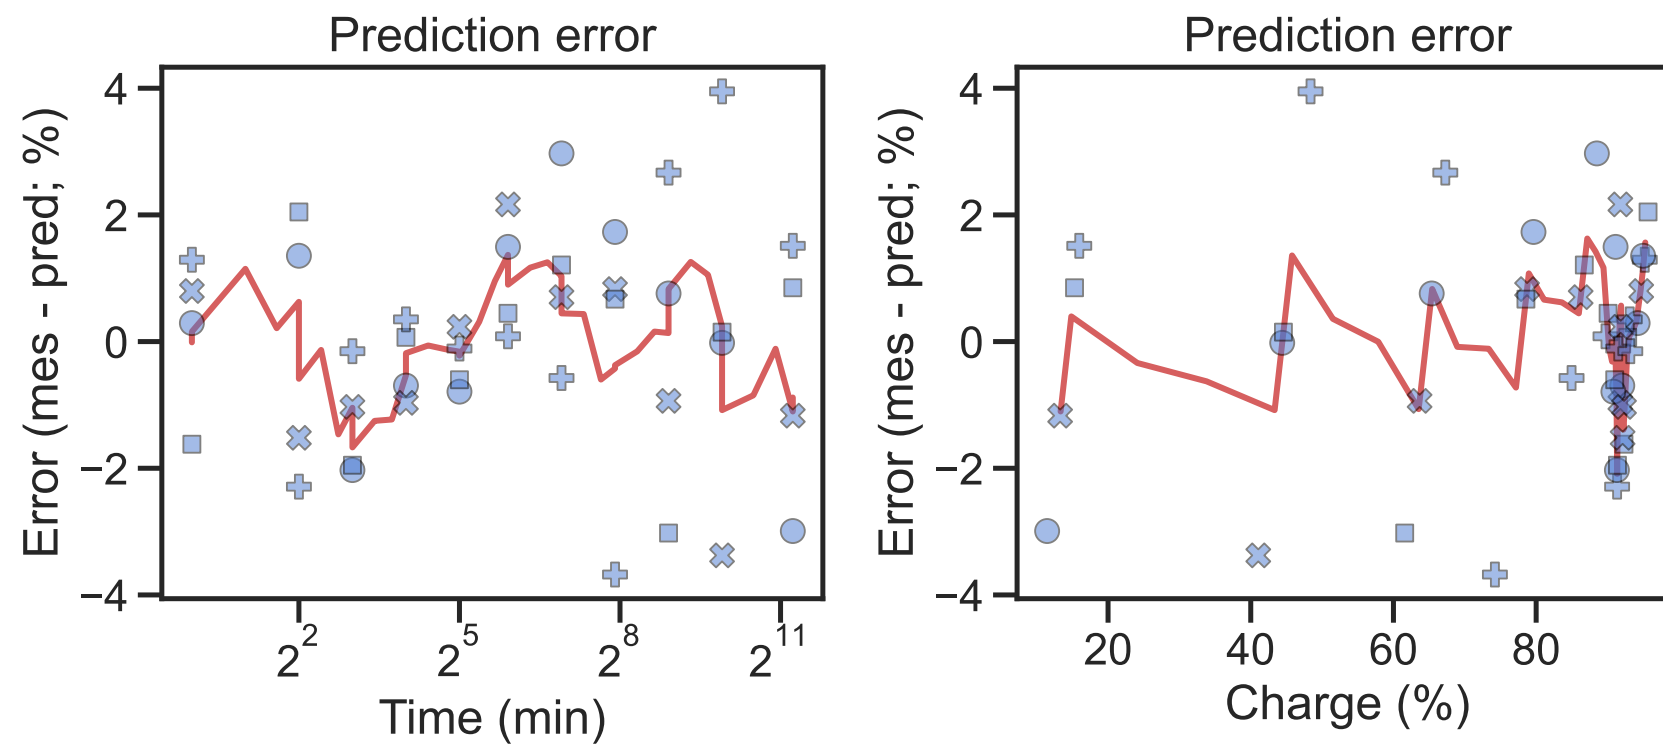 Prediction error
Error (mes - pred; %)
4
2
0
−2
−4
2^2 2^5 2^8 2^11
Time (min)
Prediction error
Error (mes - pred; %)
4
2
0
−2
−4
20 40 60 80
Charge (%)